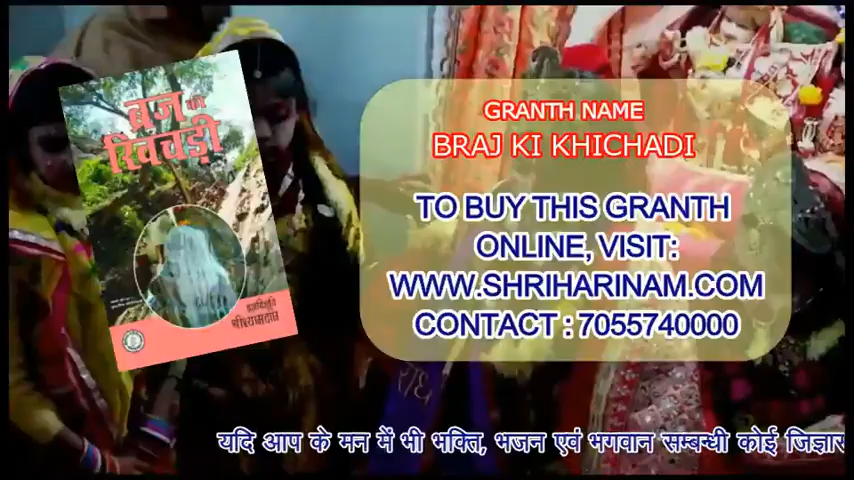 ब्रज की
खिचड़ी
GRANTH NAME
BRAJ KI KHICHADI
TO BUY THIS GRANTH
ONLINE, VISIT:
WWW.SHRIHARINAM.COM
CONTACT : 7055740000
यदि आप के मन में भी भक्ति, भजन एवं भगवान सम्बन्धी कोई जिज्ञास